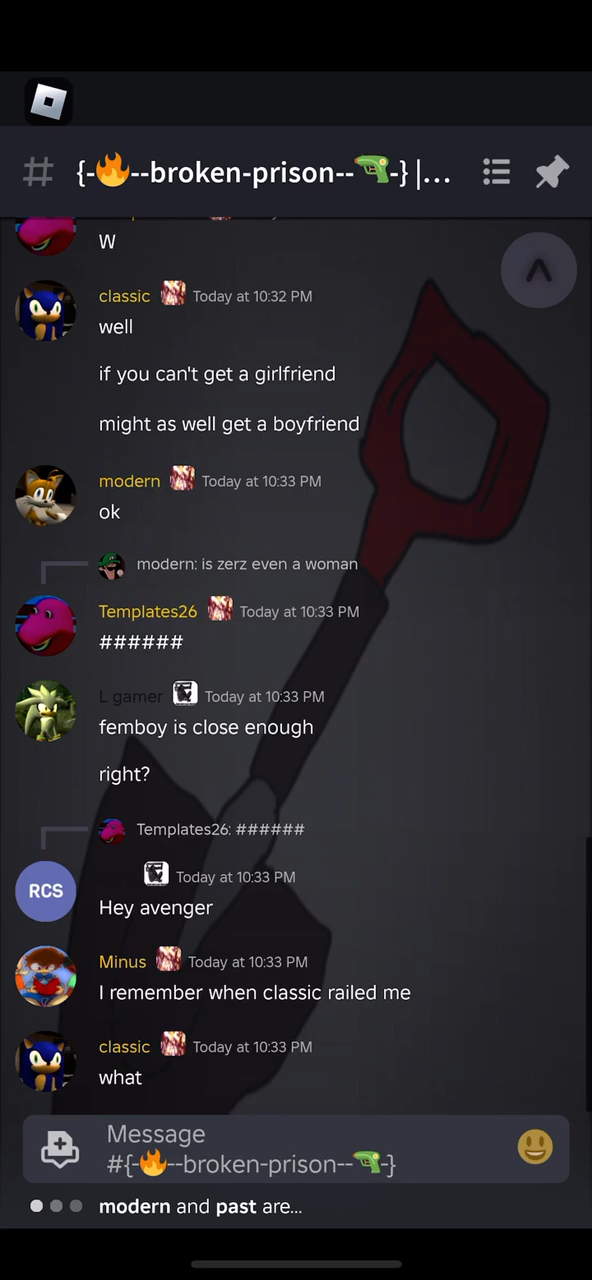 # {-🔥--broken-prison--🔫-} |...
W
classic Today at 10:32 PM
well
if you can't get a girlfriend
might as well get a boyfriend
modern Today at 10:33 PM
ok
modern: is zerz even a woman
Templates26 Today at 10:33 PM
######
L gamer Today at 10:33 PM
femboy is close enough
right?
Templates26: ######
Today at 10:33 PM
RCS
Hey avenger
Minus Today at 10:33 PM
I remember when classic railed me
classic Today at 10:33 PM
what
Message
#{-🔥--broken-prison--🔫-}
modern and past are...